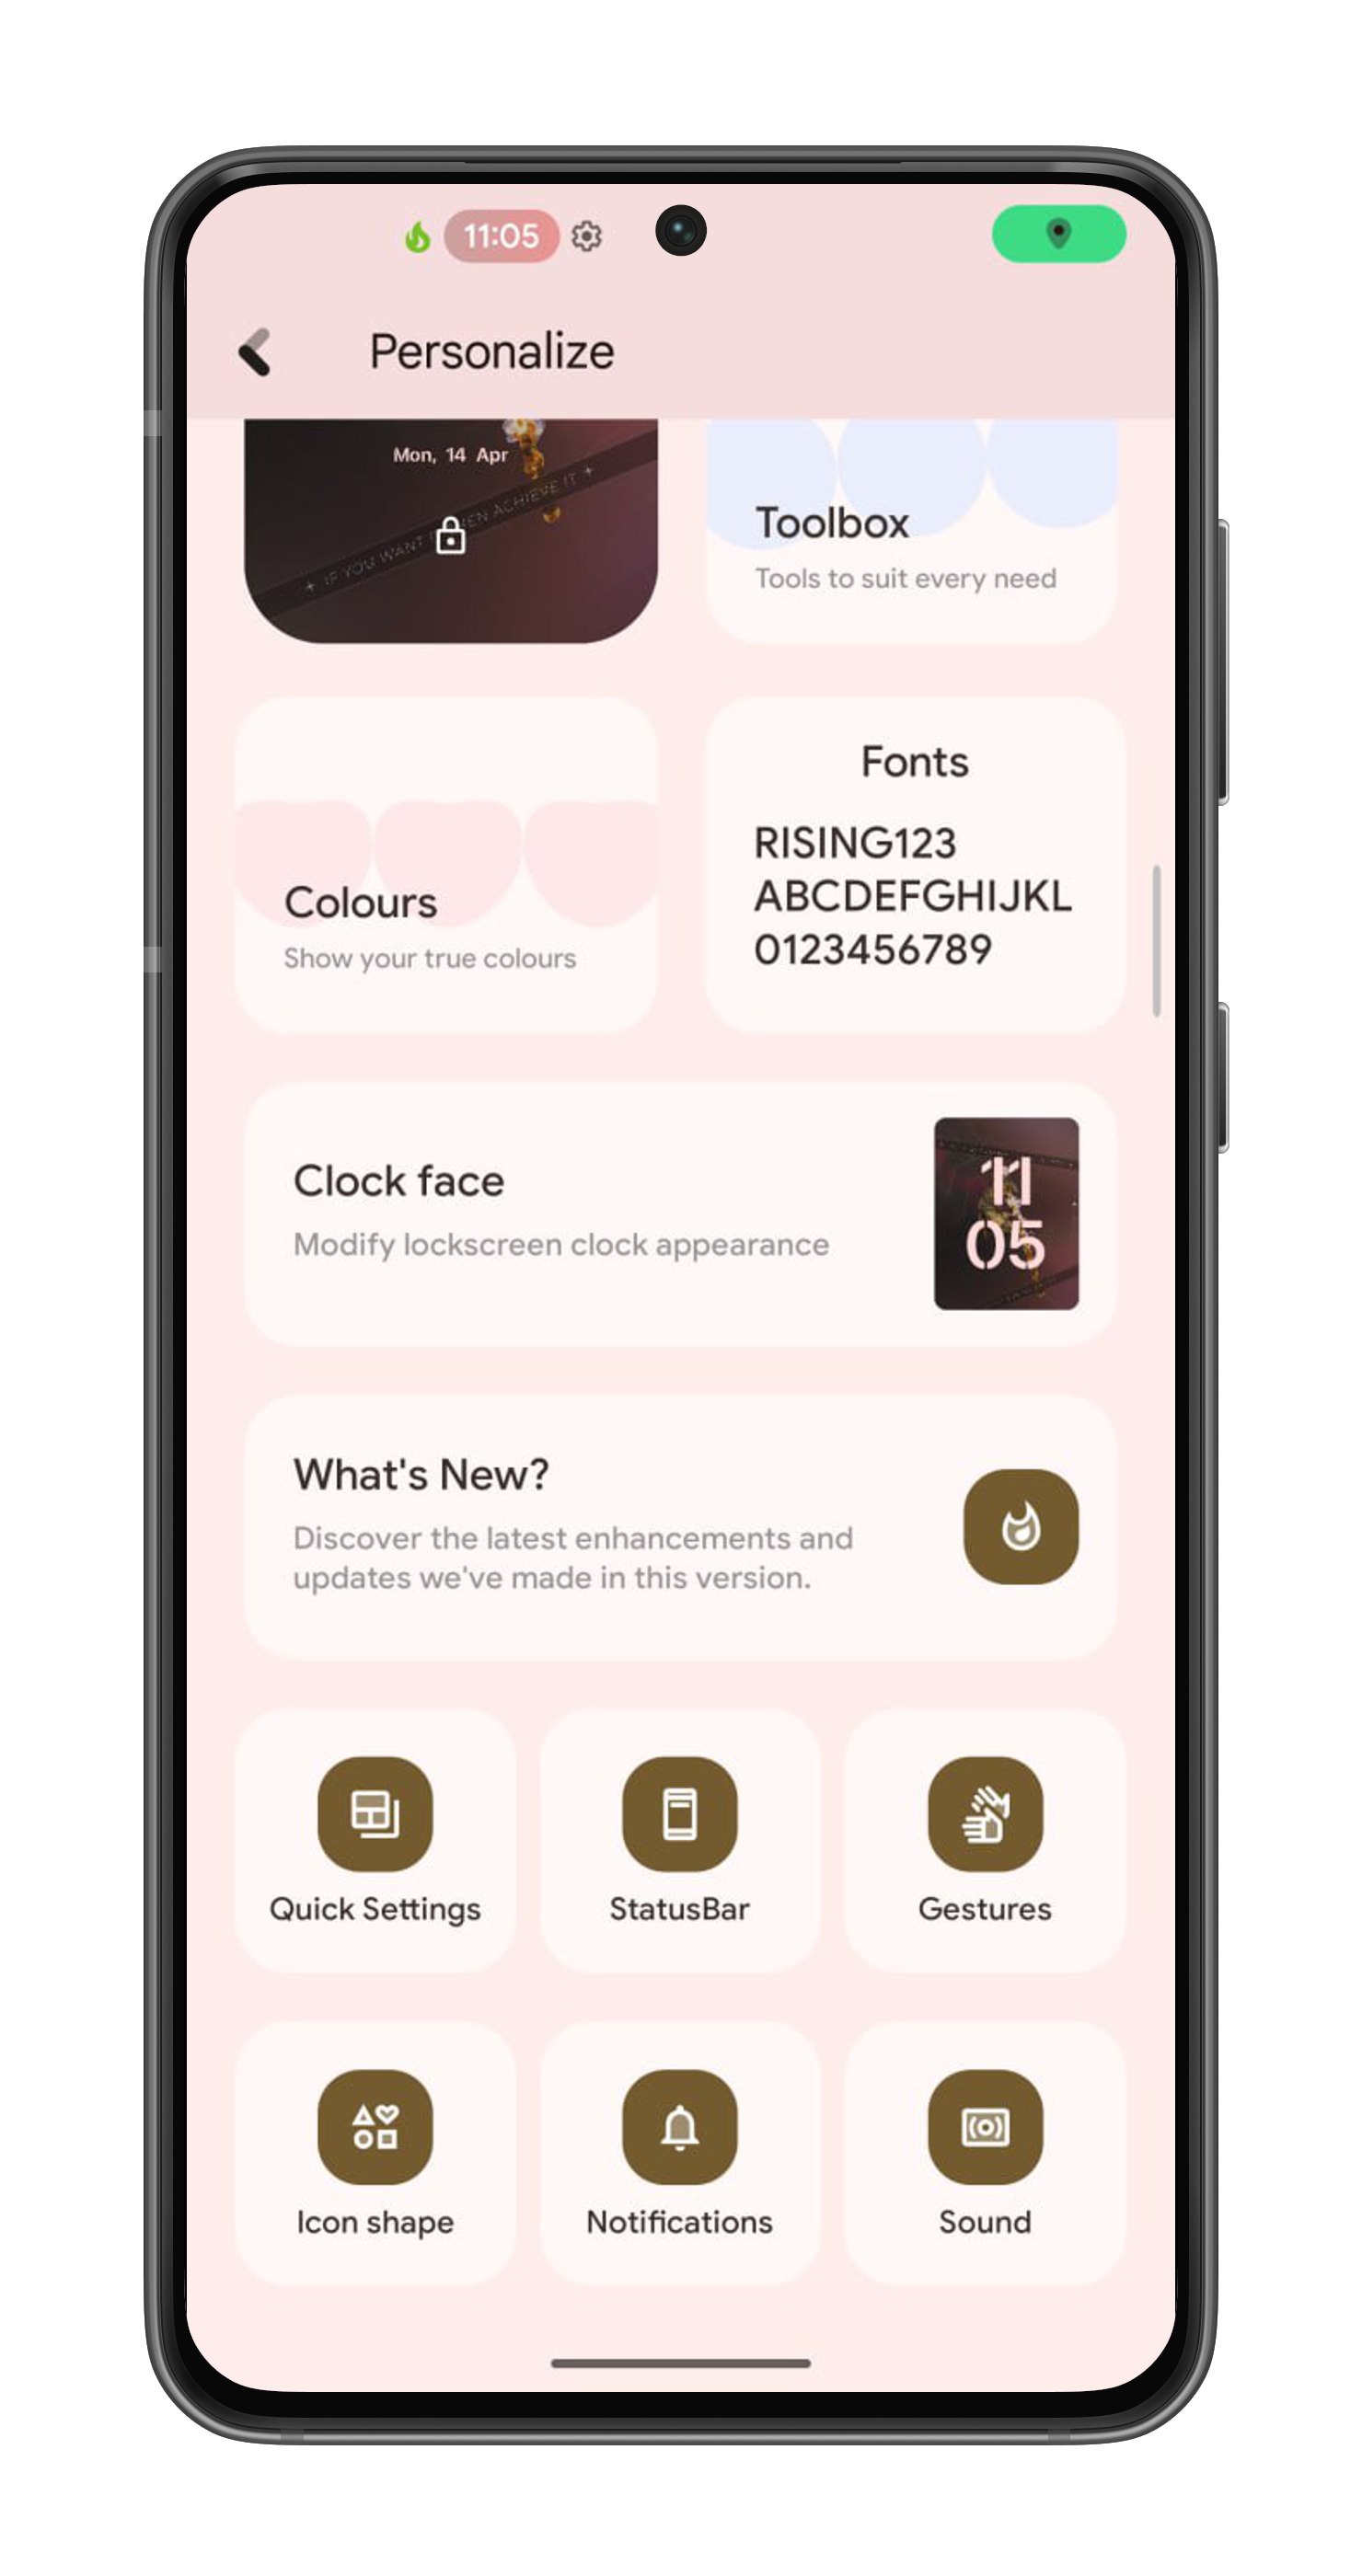 11:05
Personalize
Mon, 14 Apr
IF YOU WANT
EN ACHIEVE IT
Toolbox
Tools to suit every need
Colours
Show your true colours
Fonts
RISING123
ABCDEFGHIJKL
0123456789
Clock face
Modify lockscreen clock appearance
11
05
What's New?
Discover the latest enhancements and
updates we've made in this version.
Quick Settings
StatusBar
Gestures
Icon shape
Notifications
Sound